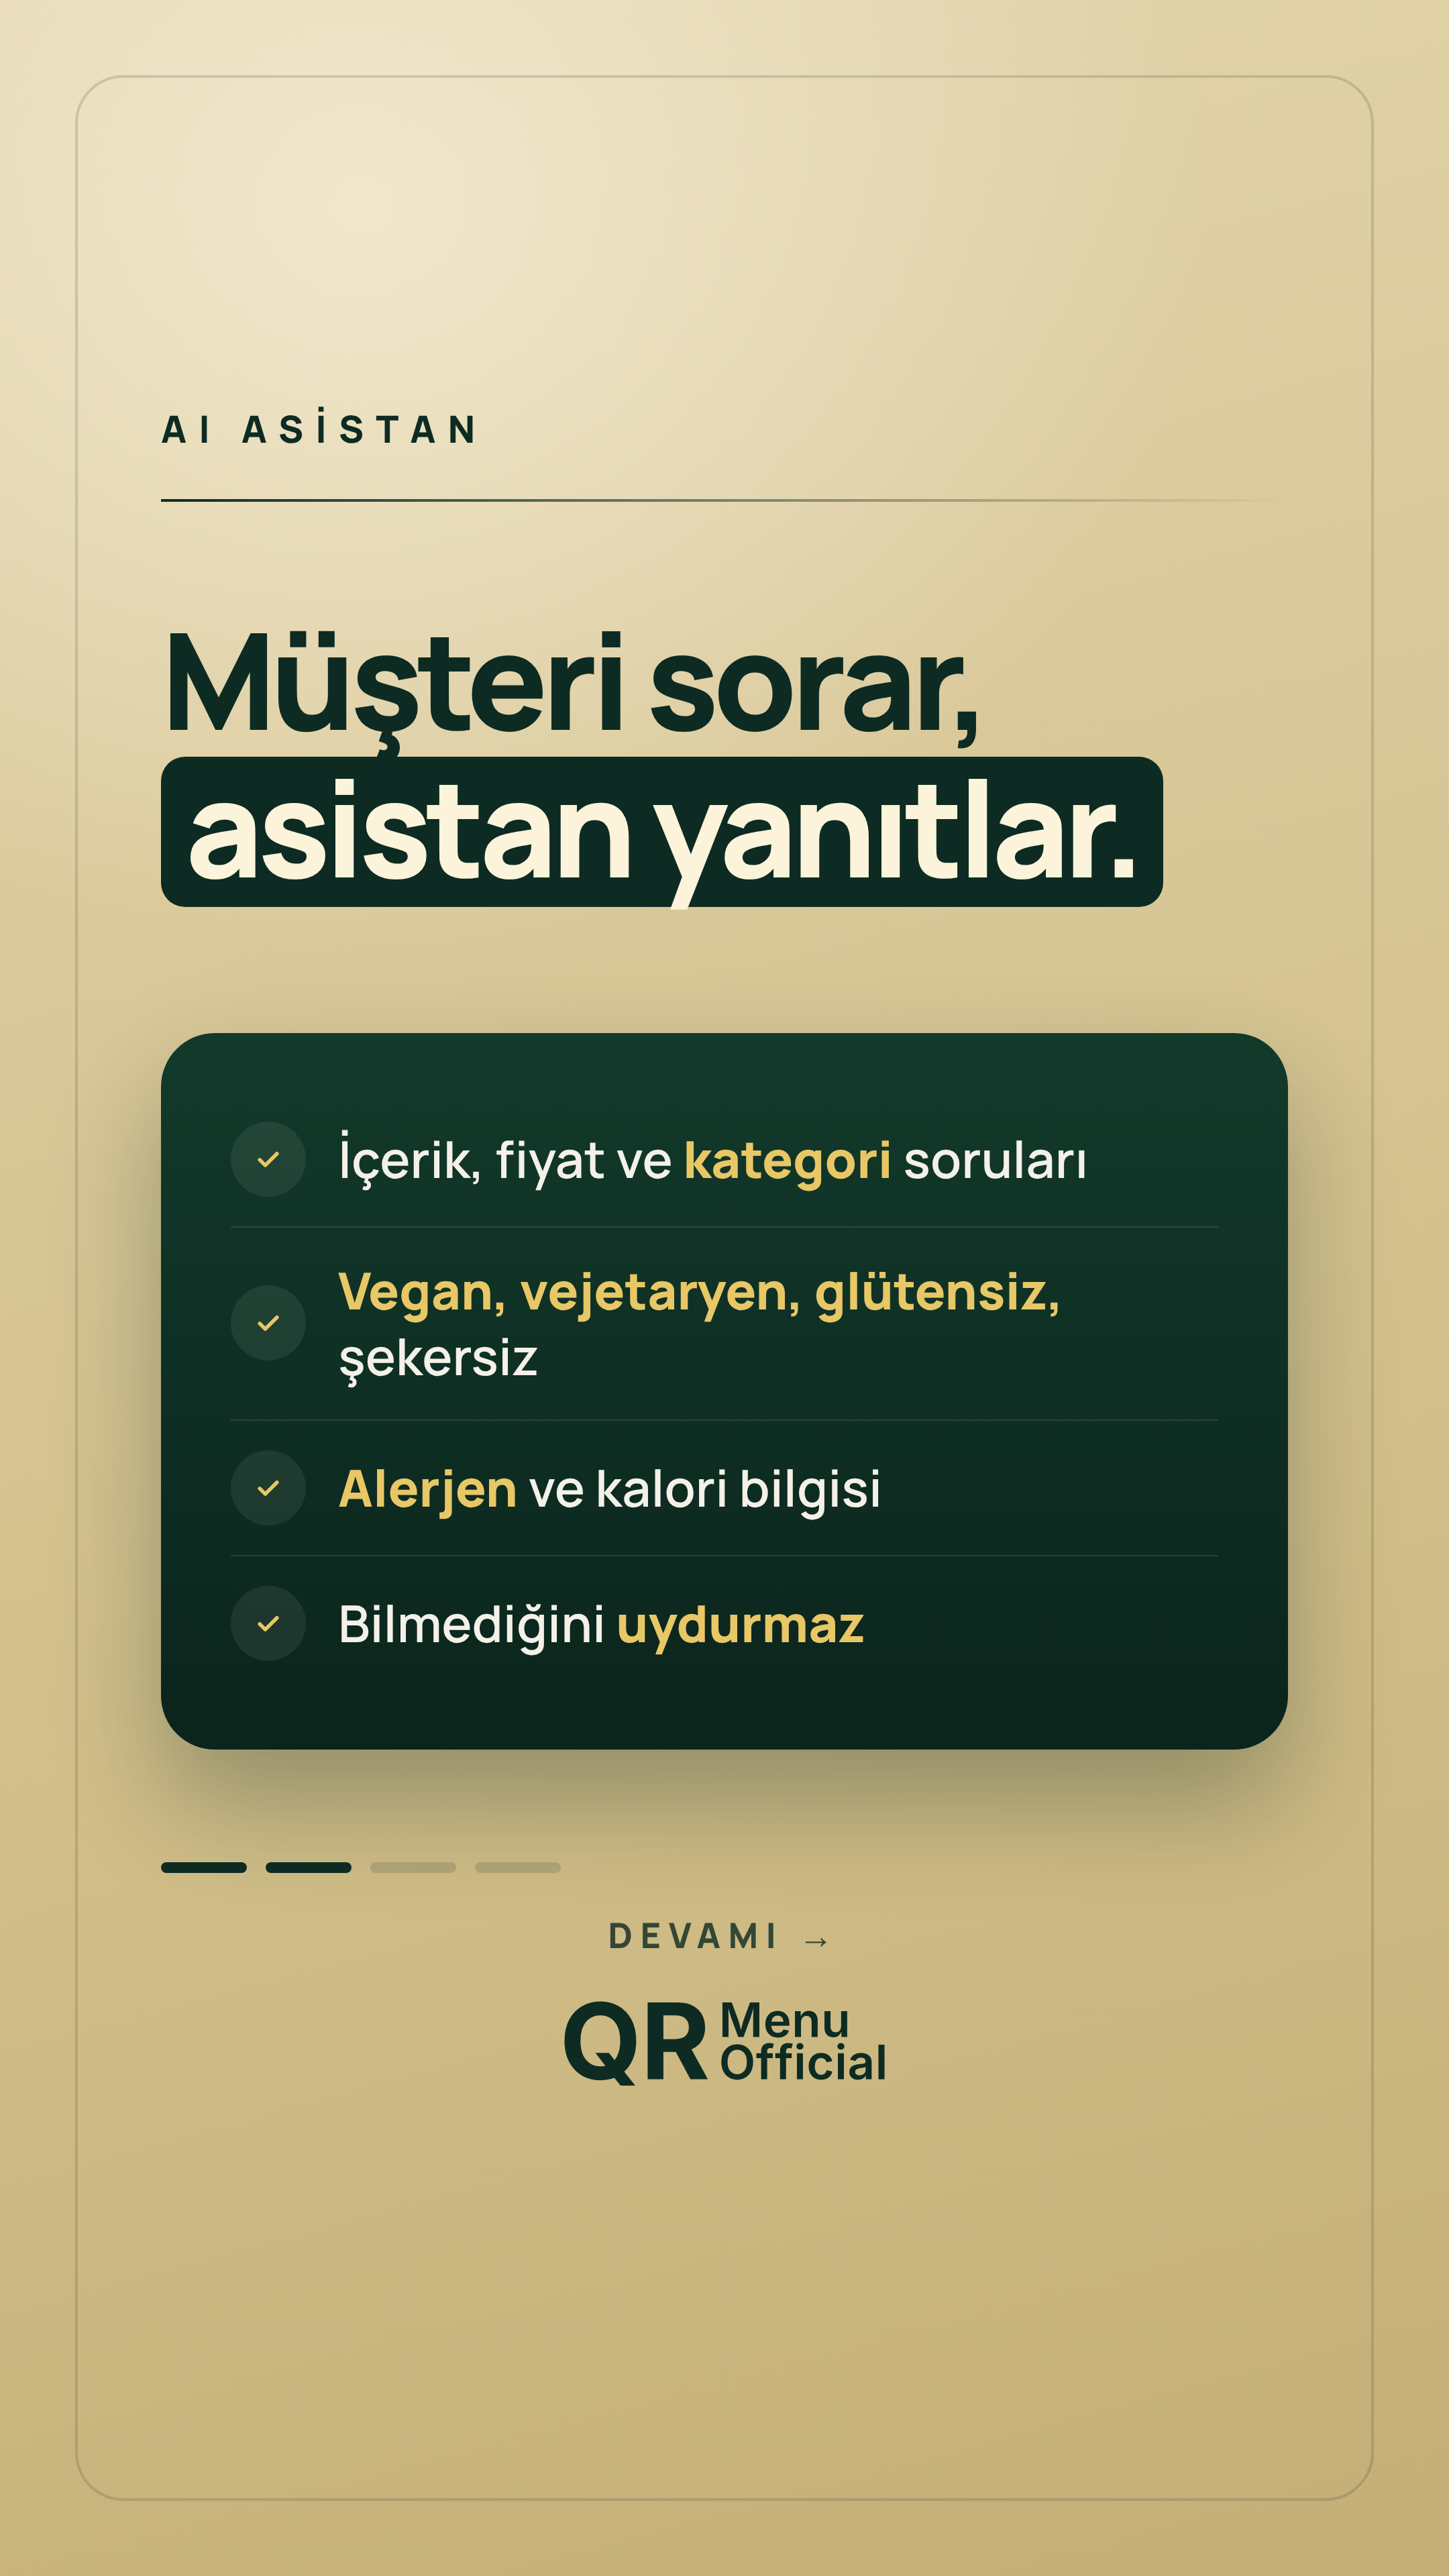 AI ASİSTAN
Müşteri sorar,
asistan yanıtlar.
İçerik, fiyat ve kategori soruları
Vegan, vejetaryen, glütensiz,
şekersiz
Alerjen ve kalori bilgisi
Bilmediğini uydurmaz
DEVAMI →
QR Menu
Official